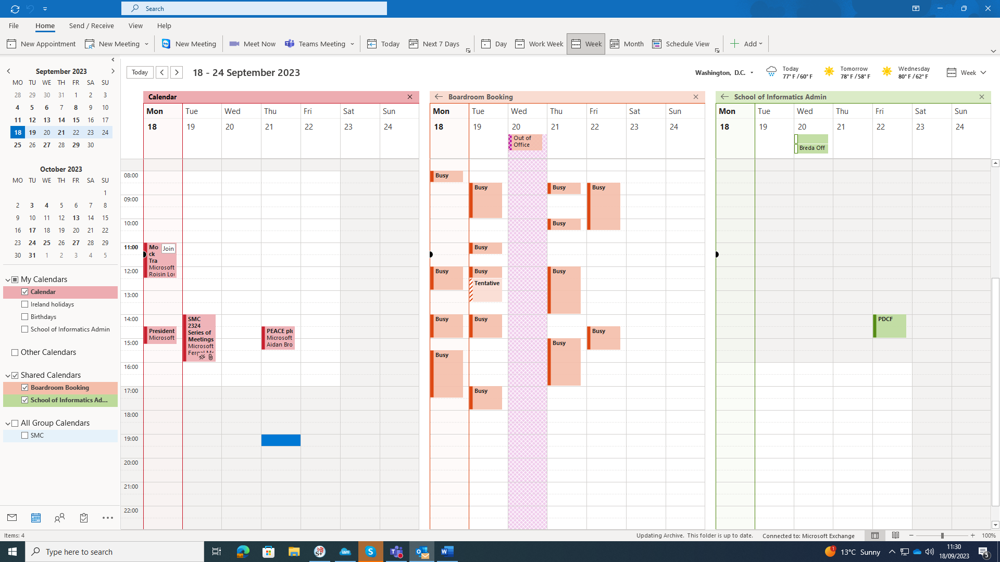 Search
File Home Send / Receive View Help
New Appointment New Meeting New Meeting Meet Now Teams Meeting Today Next 7 Days Day Work Week Week Month Schedule View Add
September 2023
MO TU WE TH FR SA SU
28 29 30 31 1 2 3
4 5 6 7 8 9 10
11 12 13 14 15 16 17
18 19 20 21 22 23 24
25 26 27 28 29 30
October 2023
MO TU WE TH FR SA SU
1
2 3 4 5 6 7 8
9 10 11 12 13 14 15
16 17 18 19 20 21 22
23 24 25 26 27 28 29
30 31 1 2 3 4 5
My Calendars
Calendar
Ireland holidays
Birthdays
School of Informatics Admin
Other Calendars
Shared Calendars
Boardroom Booking
School of Informatics Ad...
All Group Calendars
SMC
Today 18 - 24 September 2023
Washington, D.C.
Today
77°F/60°F
Tomorrow
78°F/58°F
Wednesday
80°F/62°F
Week
Calendar
Mon Tue Wed Thu Fri Sat Sun
18 19 20 21 22 23 24
08:00
09:00
10:00
11:00
12:00
13:00
14:00
15:00
16:00
17:00
18:00
19:00
20:00
21:00
22:00
Mo
ck
Tra
Join
Microsoft
Roisin Lou
President
Microsoft
SMC
2324
Series of
Meetings
Microsoft
PEACE plu
Microsoft
Aidan Bro
Boardroom Booking
Mon Tue Wed Thu Fri Sat Sun
18 19 20 21 22 23 24
Out of
Office
Busy
Busy
Busy
Busy
Busy
Busy
Busy
Tentative
Busy
Busy
Out of
Office
Busy
Busy
Busy
Busy
Busy
Busy
School of Informatics Admin
Mon Tue Wed Thu Fri Sat Sun
18 19 20 21 22 23 24
Breda Off
PDCF
Items: 4
Updating Archive. This folder is up to date. Connected to: Microsoft Exchange 100%
Type here to search
13°C Sunny
11:30
18/09/2023
5